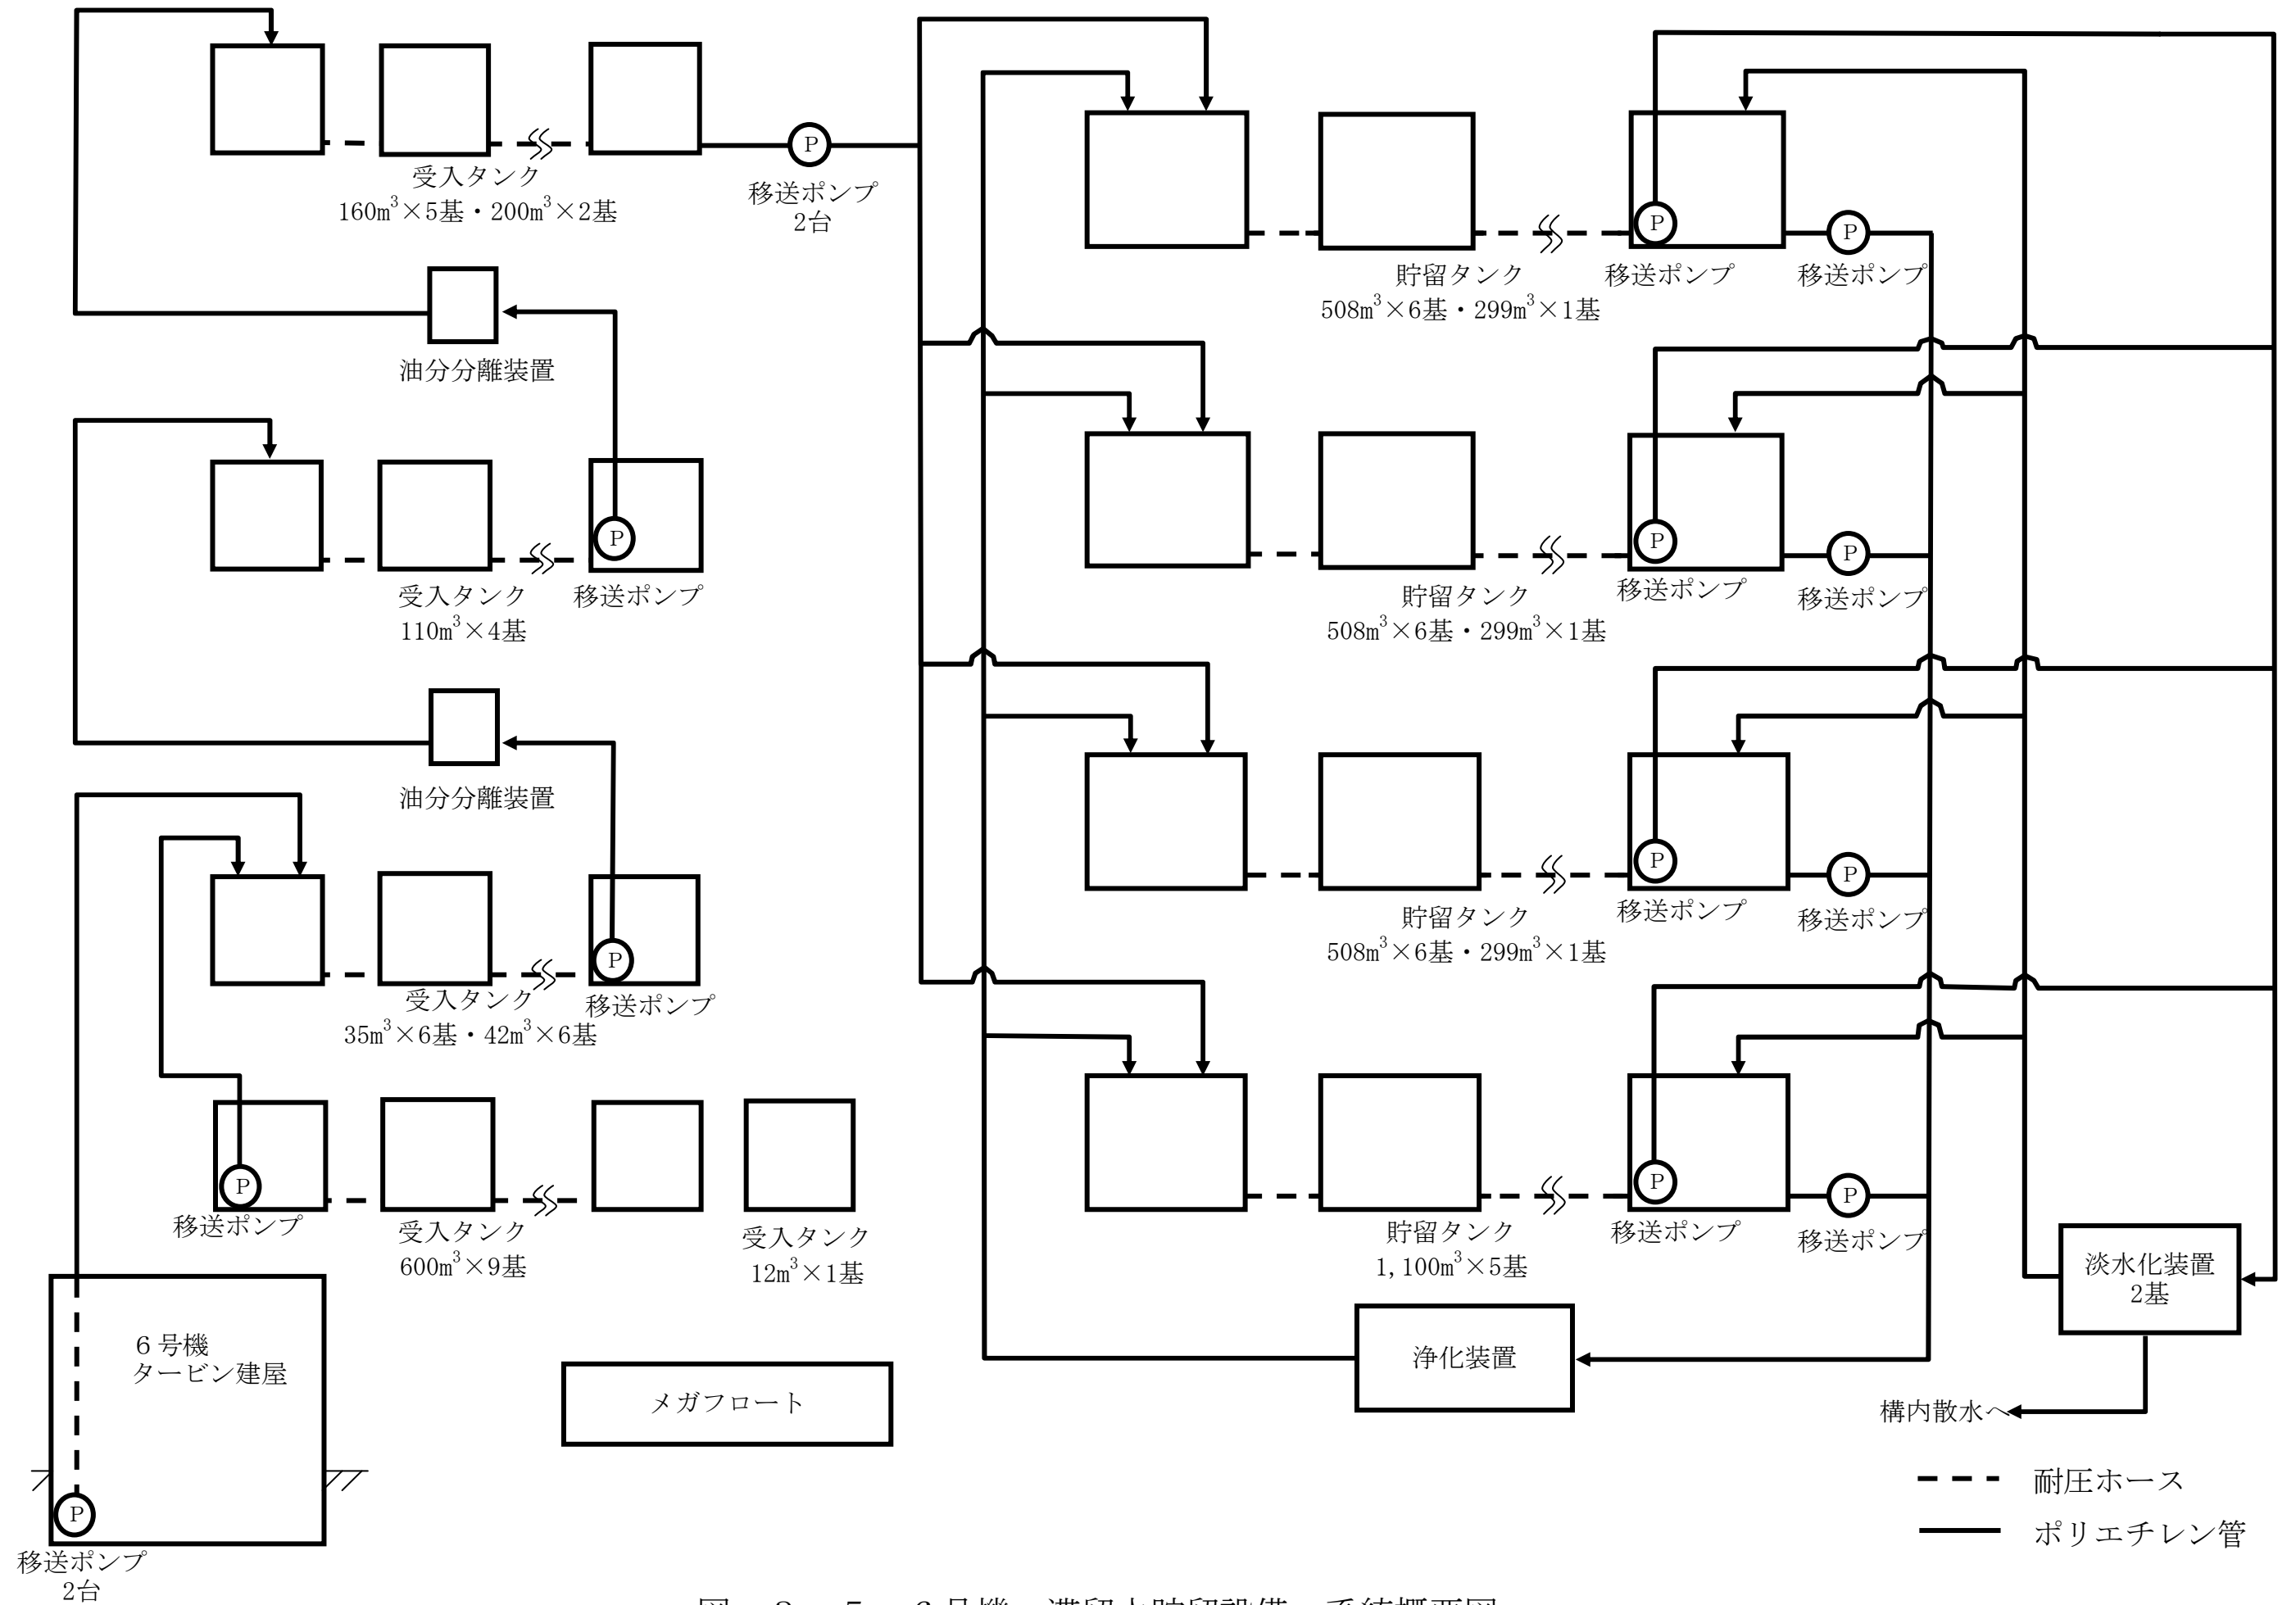 受入タンク
160m3×5基・200m3×2基
P
移送ポンプ
2台
油分分離装置
P
受入タンク
110m3×4基
移送ポンプ
油分分離装置
P
受入タンク
35m3×6基・42m3×6基
移送ポンプ
P
移送ポンプ
受入タンク
600m3×9基
受入タンク
12m3×1基
6 号機
タービン建屋
P
移送ポンプ
2台
メガフロート
P
P
貯留タンク
508m3×6基・299m3×1基
移送ポンプ
移送ポンプ
P
P
貯留タンク
508m3×6基・299m3×1基
移送ポンプ
移送ポンプ
P
P
貯留タンク
508m3×6基・299m3×1基
移送ポンプ
移送ポンプ
P
P
貯留タンク
1,100m3×5基
移送ポンプ
移送ポンプ
浄化装置
淡水化装置
2基
構内散水へ
耐圧ホース
ポリエチレン管